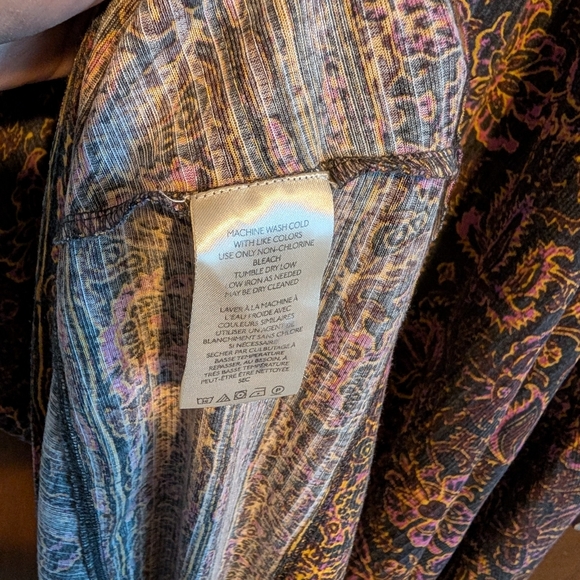 MACHINE WASH COLD
WITH LIKE COLORS
USE ONLY NON-CHLORINE
BLEACH
TUMBLE DRY LOW
LOW IRON AS NEEDED
MAY BE DRY CLEANED
LAVER À LA MACHINE À
L'EAU FROIDE AVEC
COULEURS SIMILAIRES
UTILISER UN AGENT DE
BLANCHIMENT SANS CHLORE
SI NÉCESSAIRE
SÉCHER PAR CULBUTAGE À
BASSE TEMPÉRATURE
REPASSER, AU BESOIN, À
TRÈS BASSE TEMPÉRATURE
PEUT-ÊTRE ÊTRE NETTOYÉE
SEC